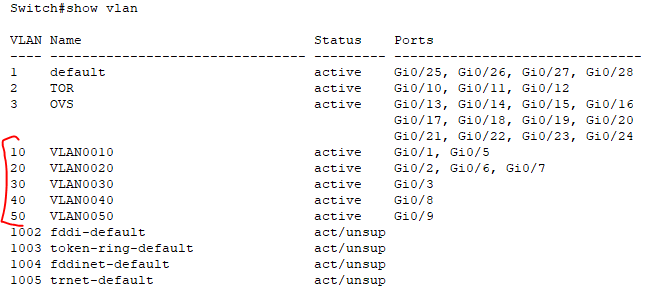 Switch#show vlan
VLAN Name Status Ports
---- -------------------------------- --------- -------------------------------
1 default active Gi0/25, Gi0/26, Gi0/27, Gi0/28
2 TOR active Gi0/10, Gi0/11, Gi0/12
3 OVS active Gi0/13, Gi0/14, Gi0/15, Gi0/16
Gi0/17, Gi0/18, Gi0/19, Gi0/20
Gi0/21, Gi0/22, Gi0/23, Gi0/24
10 VLAN0010 active Gi0/1, Gi0/5
20 VLAN0020 active Gi0/2, Gi0/6, Gi0/7
30 VLAN0030 active Gi0/3
40 VLAN0040 active Gi0/8
50 VLAN0050 active Gi0/9
1002 fddi-default act/unsup
1003 token-ring-default act/unsup
1004 fddinet-default act/unsup
1005 trnet-default act/unsup